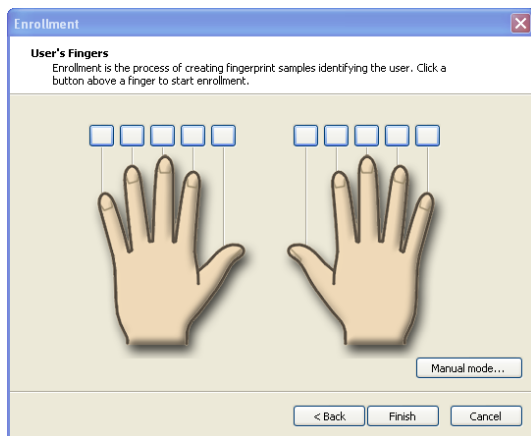 Enrollment
User's Fingers
Enrollment is the process of creating fingerprint samples identifying the user. Click a
button above a finger to start enrollment.
Manual mode...
< Back
Finish
Cancel